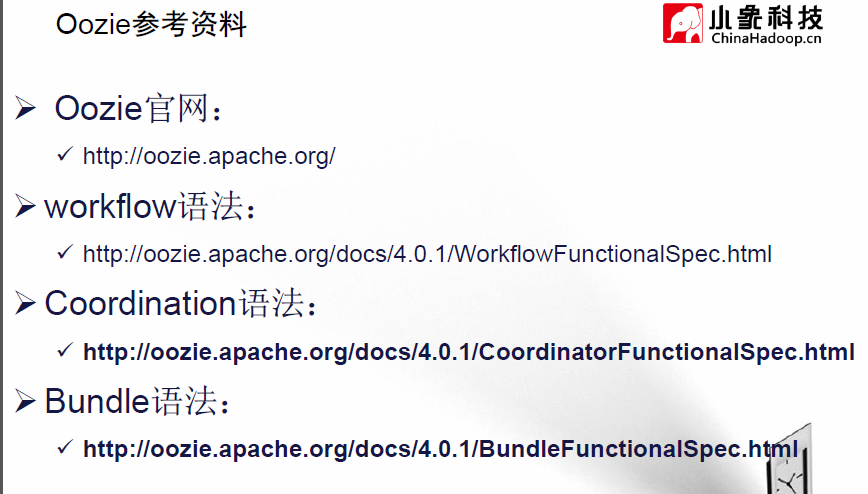 Oozie参考资料
小象科技
ChinaHadoop.cn
➢ Oozie官网：
✓ http://oozie.apache.org/
➢ workflow语法：
✓ http://oozie.apache.org/docs/4.0.1/WorkflowFunctionalSpec.html
➢ Coordination语法：
✓ http://oozie.apache.org/docs/4.0.1/CoordinatorFunctionalSpec.html
➢ Bundle语法：
✓ http://oozie.apache.org/docs/4.0.1/BundleFunctionalSpec.html